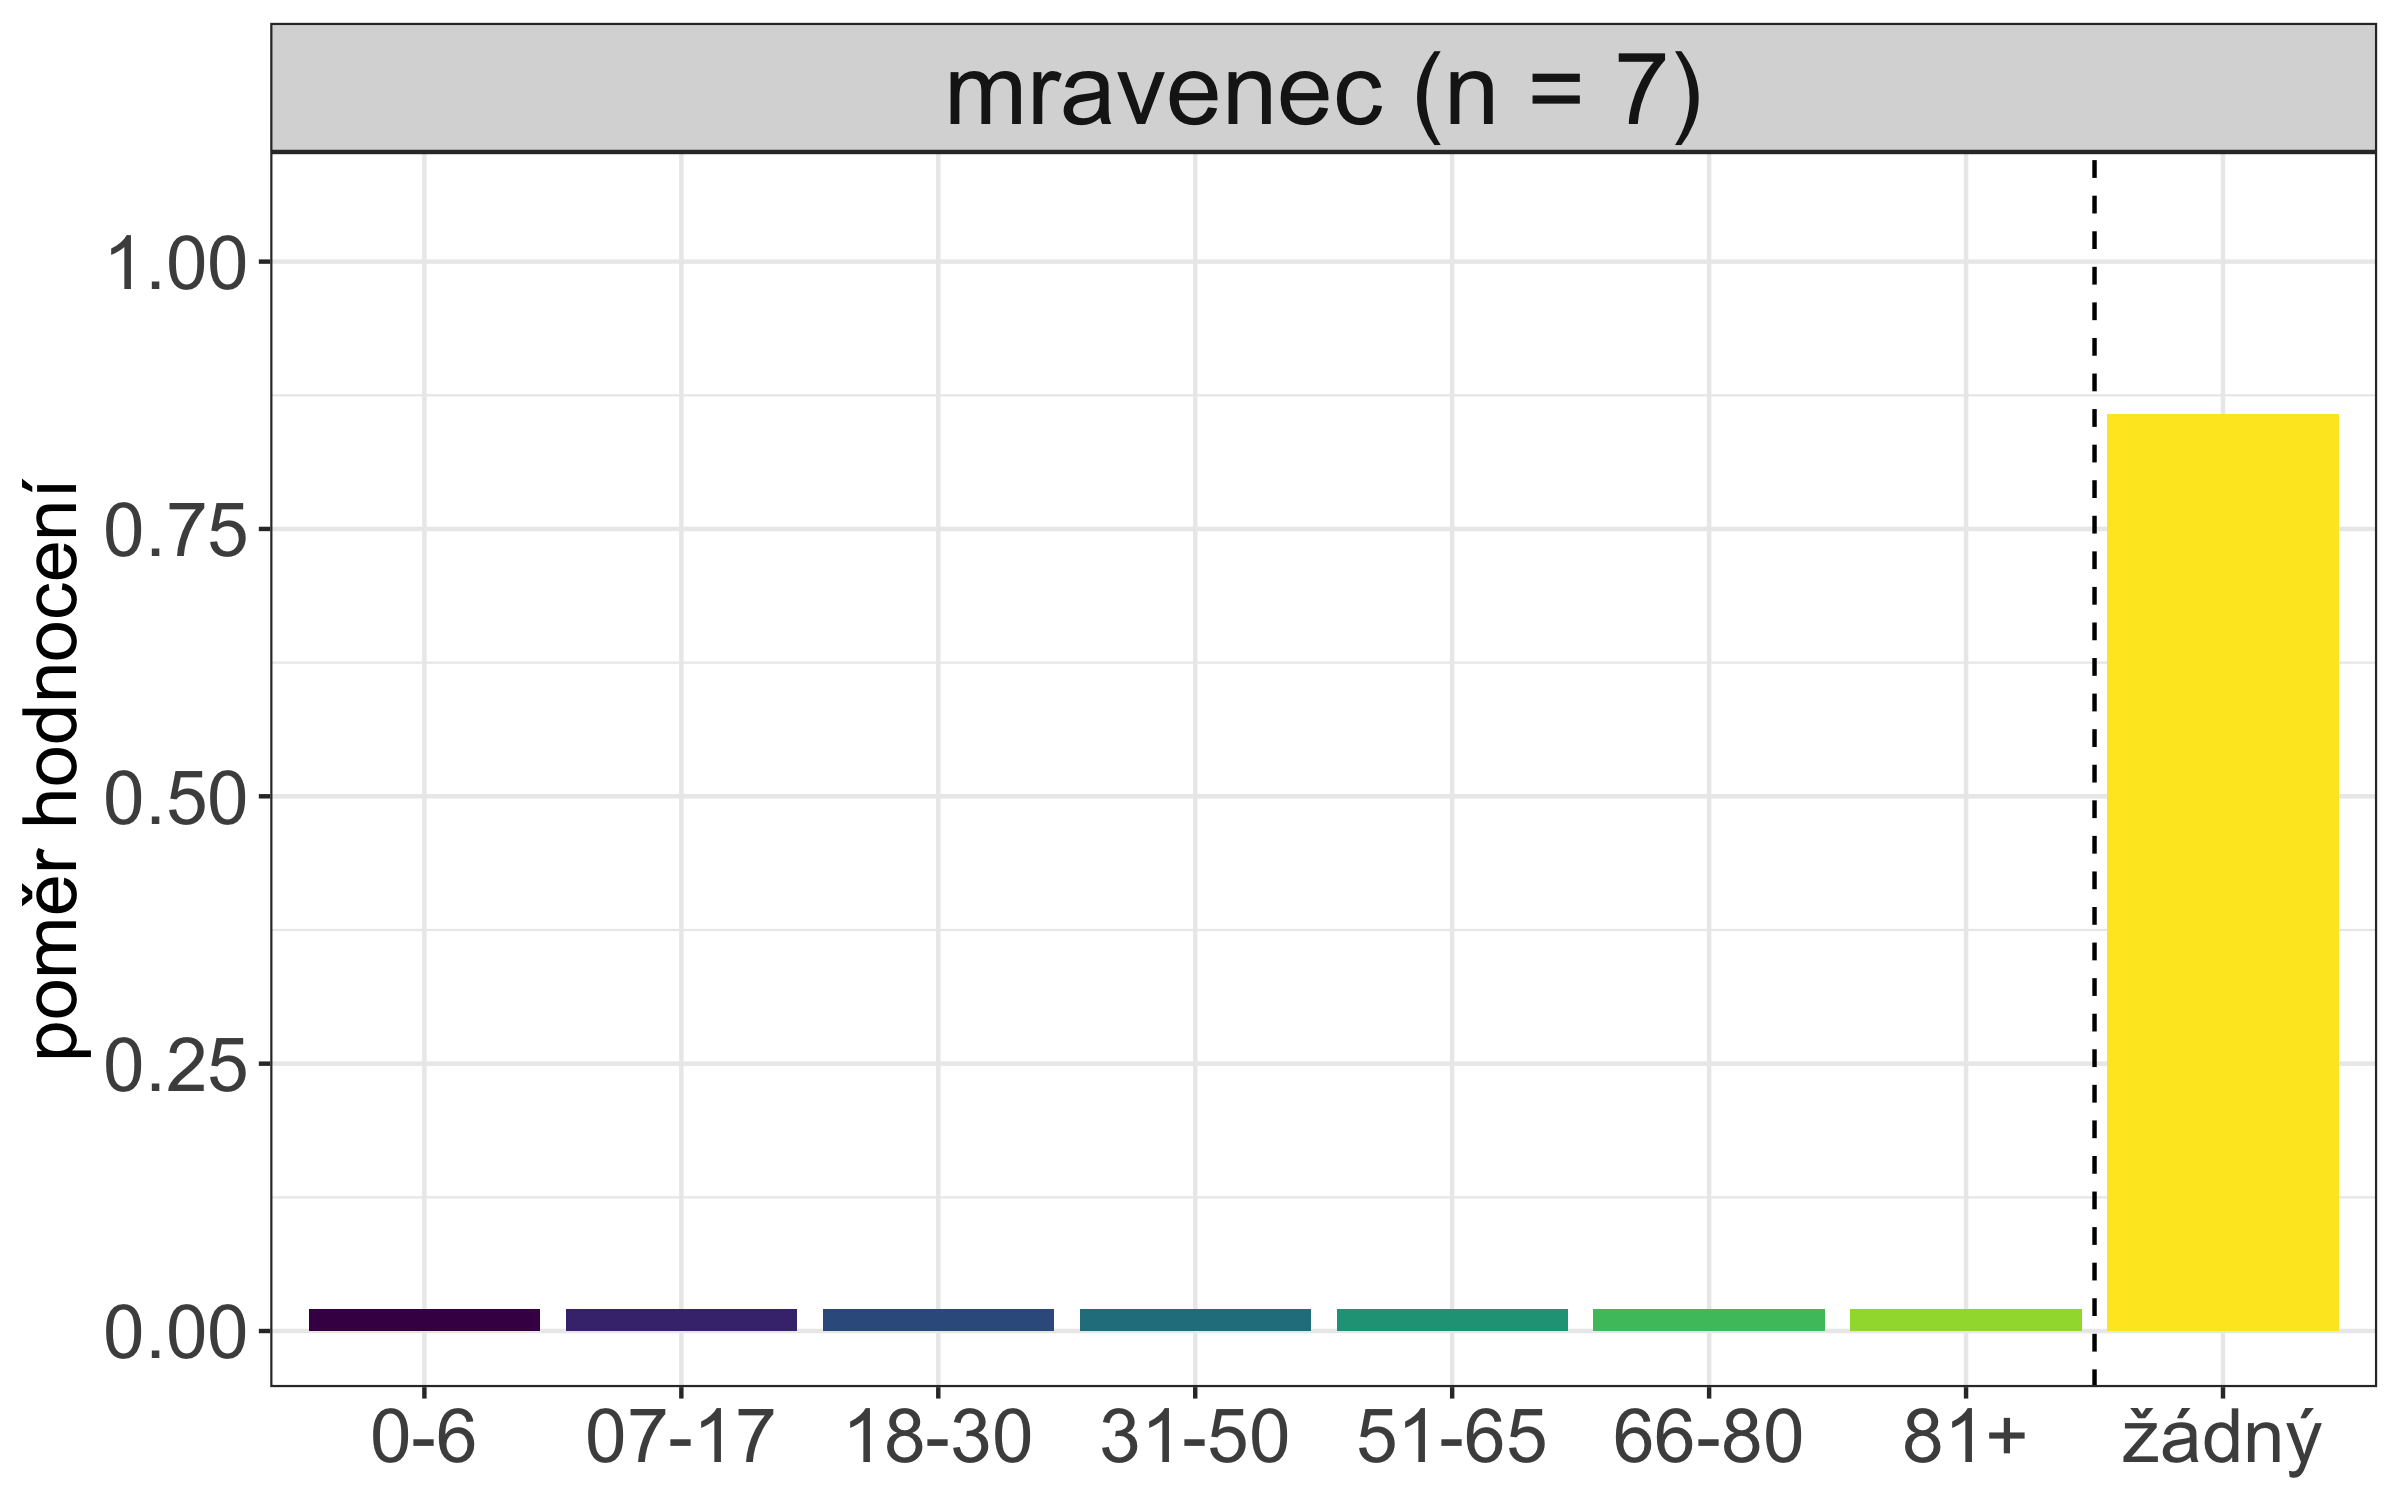 mravenec (n = 7)
poměr hodnocení
1.00
0.75
0.50
0.25
0.00
0-6 07-17 18-30 31-50 51-65 66-80 81+ žádný